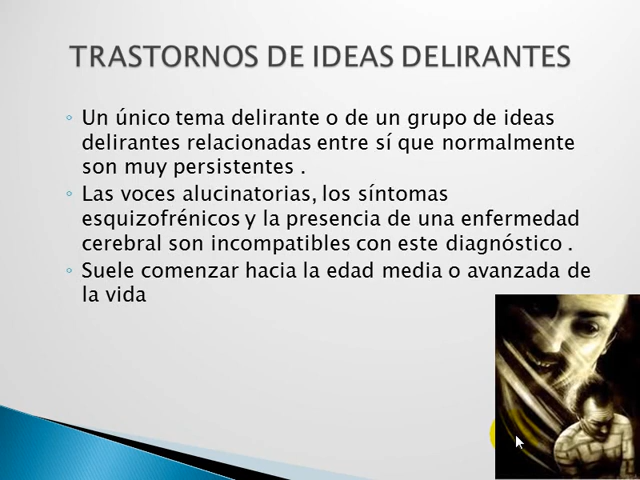 TRASTORNOS DE IDEAS DELIRANTES
◦ Un único tema delirante o de un grupo de ideas
delirantes relacionadas entre sí que normalmente
son muy persistentes .
◦ Las voces alucinatorias, los síntomas
esquizofrénicos y la presencia de una enfermedad
cerebral son incompatibles con este diagnóstico .
◦ Suele comenzar hacia la edad media o avanzada de
la vida